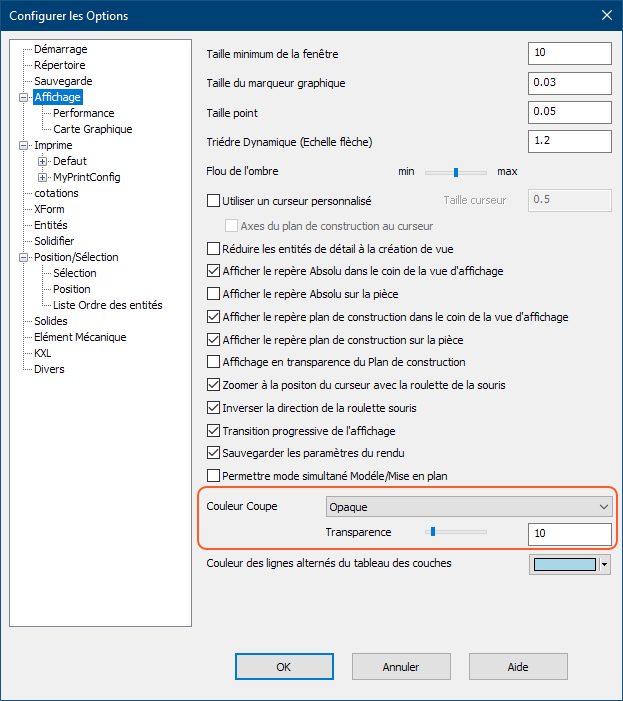 Configurer les Options
Démarrage
Répertoire
Sauvegarde
Affichage
Performance
Carte Graphique
Imprime
Defaut
MyPrintConfig
cotations
XForm
Entités
Solidifier
Position/Sélection
Sélection
Position
Liste Ordre des entités
Solides
Elément Mécanique
KXL
Divers
Taille minimum de la fenêtre 10
Taille du marqueur graphique 0.03
Taille point 0.05
Triédre Dynamique (Echelle flèche) 1.2
Flou de l'ombre min max
Utiliser un curseur personnalisé Taille curseur 0.5
Axes du plan de construction au curseur
Réduire les entités de détail à la création de vue
Afficher le repère Absolu dans le coin de la vue d'affichage
Afficher le repère Absolu sur la pièce
Afficher le repère plan de construction dans le coin de la vue d'affichage
Afficher le repère plan de construction sur la pièce
Affichage en transparence du Plan de construction
Zoomer à la positon du curseur avec la roulette de la souris
Inverser la direction de la roulette souris
Transition progressive de l'affichage
Sauvegarder les paramètres du rendu
Permettre mode simultané Modéle/Mise en plan
Couleur Coupe Opaque
Transparence 10
Couleur des lignes alternés du tableau des couches
OK Annuler Aide